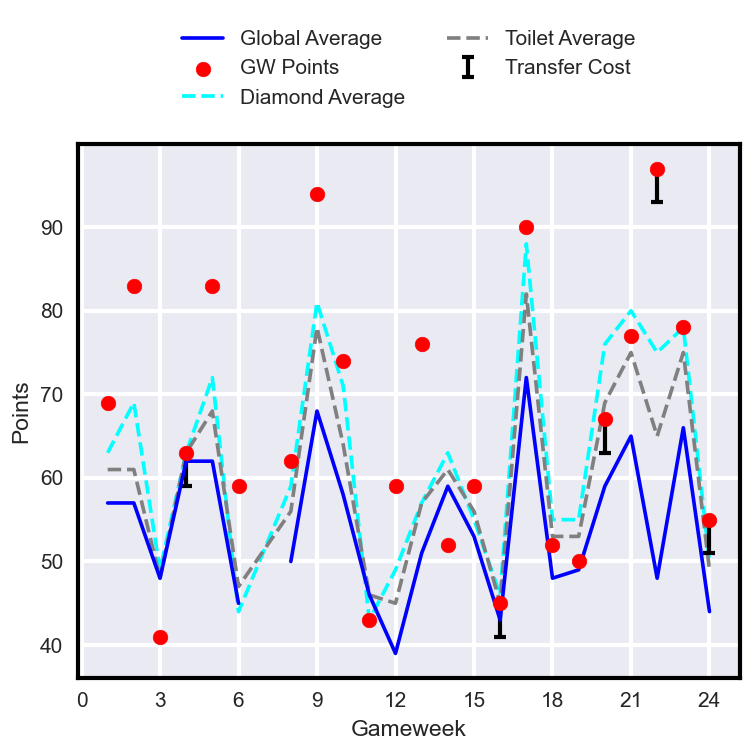 Global Average
GW Points
Diamond Average
Toilet Average
Transfer Cost
Points
90
80
70
60
50
40
0 3 6 9 12 15 18 21 24
Gameweek